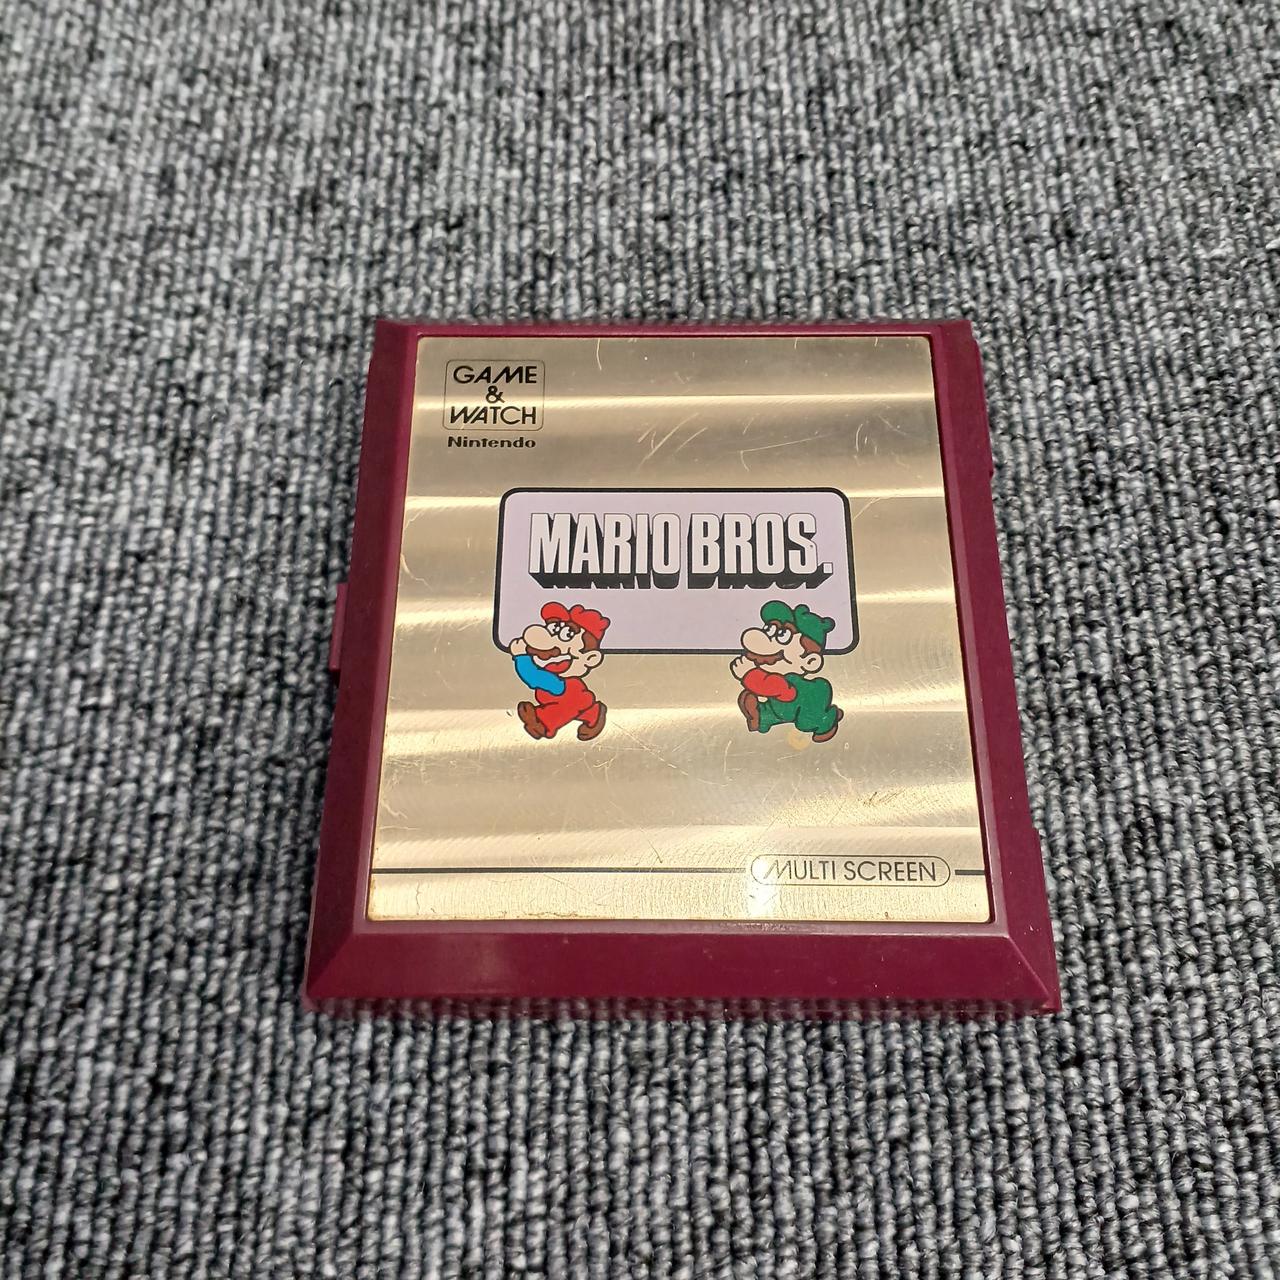 GAME
&
WATCH
Nintendo
MARIO BROS.
MULTI SCREEN